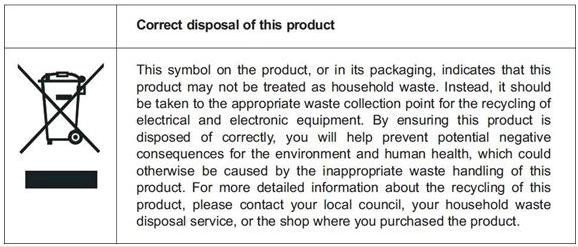 Correct disposal of this product
This symbol on the product, or in its packaging, indicates that this
product may not be treated as household waste. Instead, it should
be taken to the appropriate waste collection point for the recycling of
electrical and electronic equipment. By ensuring this product is
disposed of correctly, you will help prevent potential negative
consequences for the environment and human health, which could
otherwise be caused by the inappropriate waste handling of this
product. For more detailed information about the recycling of this
product, please contact your local council, your household waste
disposal service, or the shop where you purchased the product.